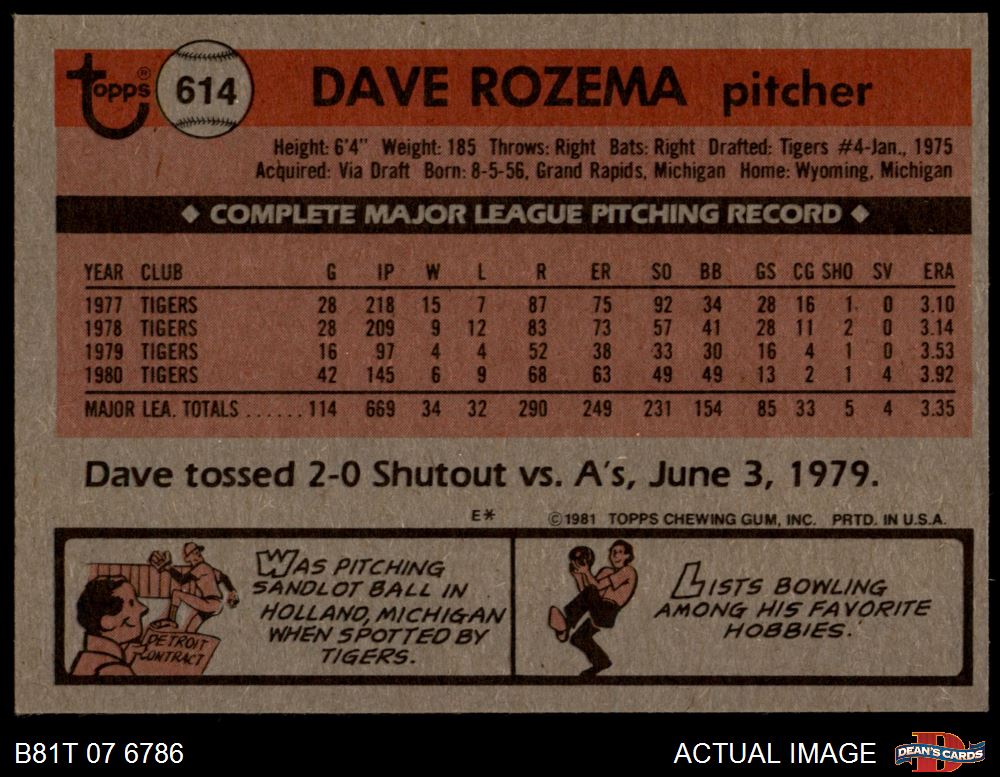 topps® 614 DAVE ROZEMA pitcher
Height: 6'4" Weight: 185 Throws: Right Bats: Right Drafted: Tigers #4-Jan., 1975
Acquired: Via Draft Born: 8-5-56, Grand Rapids, Michigan Home: Wyoming, Michigan
◆ COMPLETE MAJOR LEAGUE PITCHING RECORD ◆
YEAR CLUB G IP W L R ER SO BB GS CG SHO SV ERA
1977 TIGERS 28 218 15 7 87 75 92 34 28 16 1 0 3.10
1978 TIGERS 28 209 9 12 83 73 57 41 28 11 2 0 3.14
1979 TIGERS 16 97 4 4 52 38 33 30 16 4 1 0 3.53
1980 TIGERS 42 145 6 9 68 63 49 49 13 2 1 4 3.92
MAJOR LEA. TOTALS ...... 114 669 34 32 290 249 231 154 85 33 5 4 3.35
Dave tossed 2-0 Shutout vs. A's, June 3, 1979.
E* ©1981 TOPPS CHEWING GUM, INC. PRTD. IN U.S.A.
WAS PITCHING
SANDLOT BALL IN
HOLLAND, MICHIGAN
WHEN SPOTTED BY
TIGERS.
DETROIT
CONTRACT
LISTS BOWLING
AMONG HIS FAVORITE
HOBBIES.
B81T 07 6786 ACTUAL IMAGE DEAN'S CARDS